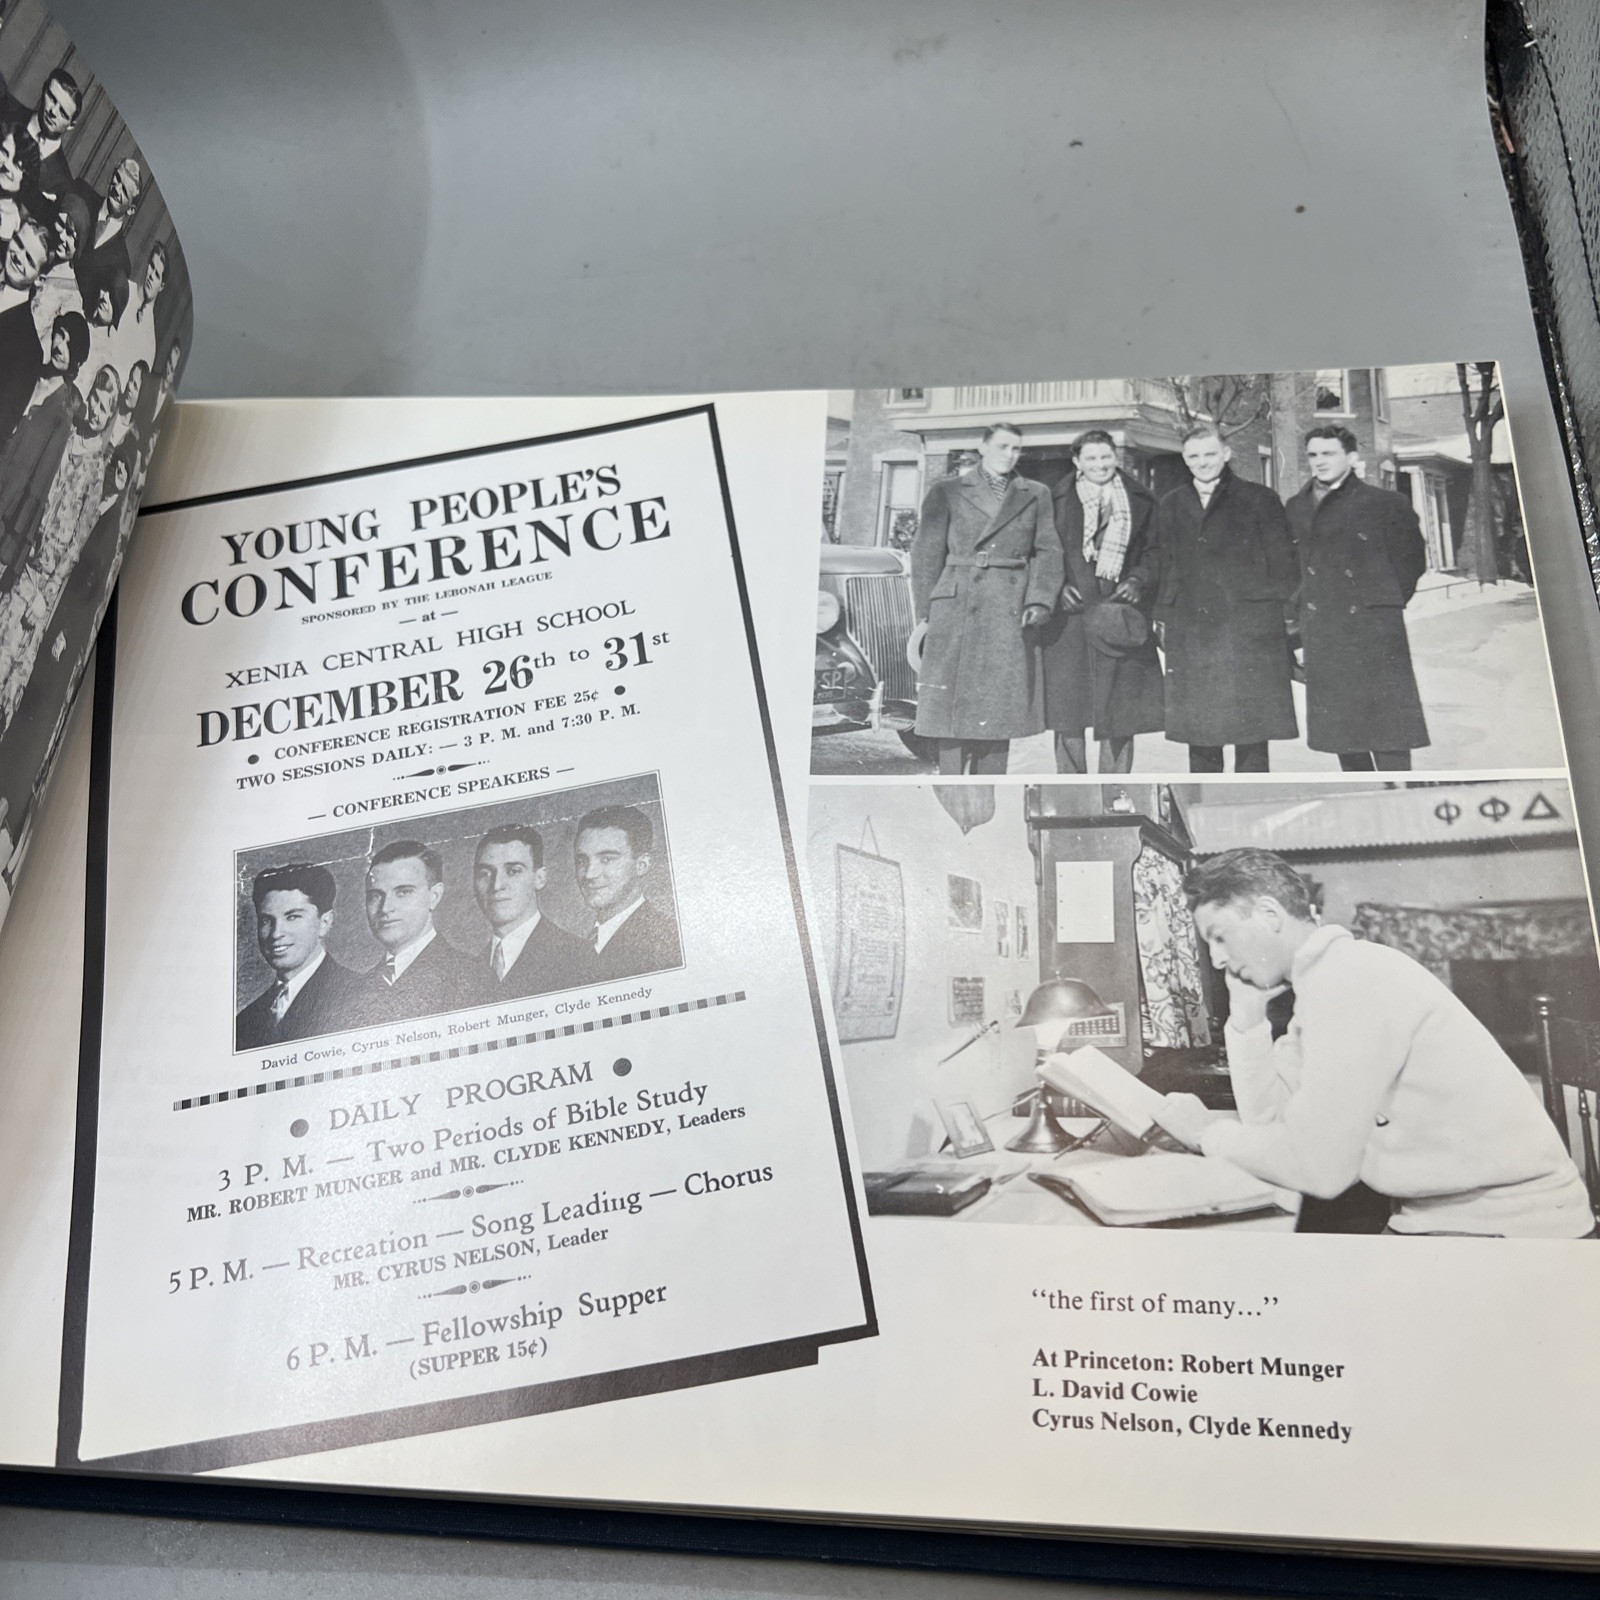 YOUNG PEOPLE'S
CONFERENCE
SPONSORED BY THE LEBONAH LEAGUE
— at —
XENIA CENTRAL HIGH SCHOOL
DECEMBER 26th to 31st
● CONFERENCE REGISTRATION FEE 25¢ ●
TWO SESSIONS DAILY: — 3 P. M. and 7:30 P. M.
— CONFERENCE SPEAKERS —
David Cowie, Cyrus Nelson, Robert Munger, Clyde Kennedy
● DAILY PROGRAM ●
3 P. M. — Two Periods of Bible Study
MR. ROBERT MUNGER and MR. CLYDE KENNEDY, Leaders
5 P. M. — Recreation — Song Leading — Chorus
MR. CYRUS NELSON, Leader
6 P. M. — Fellowship Supper
(SUPPER 15¢)
SP
Φ Φ Δ
“the first of many...”
At Princeton: Robert Munger
L. David Cowie
Cyrus Nelson, Clyde Kennedy